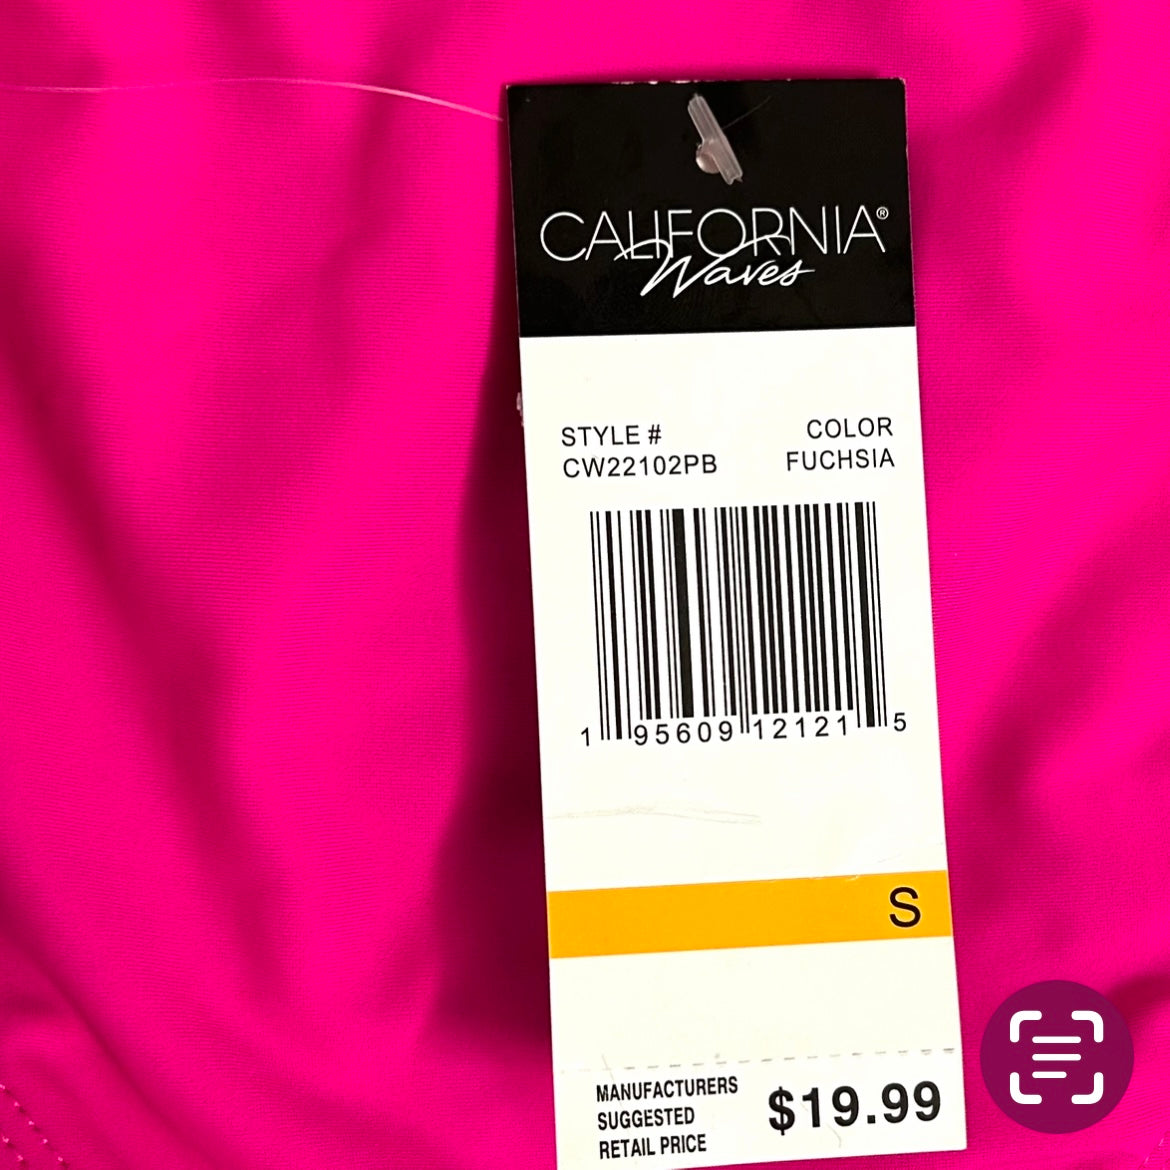 CALIFORNIA®
Waves
STYLE # COLOR
CW22102PB FUCHSIA
1 95609 12121 5
S
MANUFACTURERS
SUGGESTED
RETAIL PRICE
$19.99